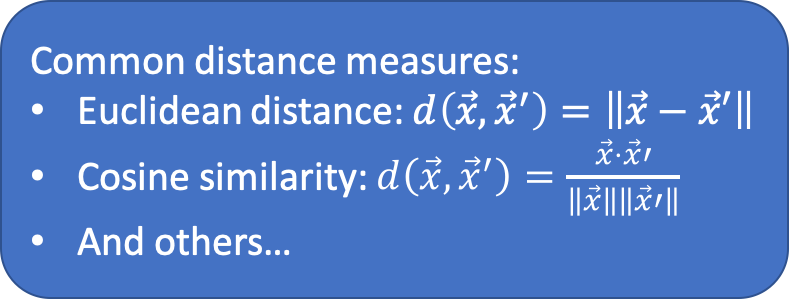 Common distance measures:
• Euclidean distance: d(x⃗, x⃗′) = ‖x⃗ − x⃗′‖
• Cosine similarity: d(x⃗, x⃗′) = x⃗·x⃗′ / ‖x⃗‖‖x⃗′‖
• And others…